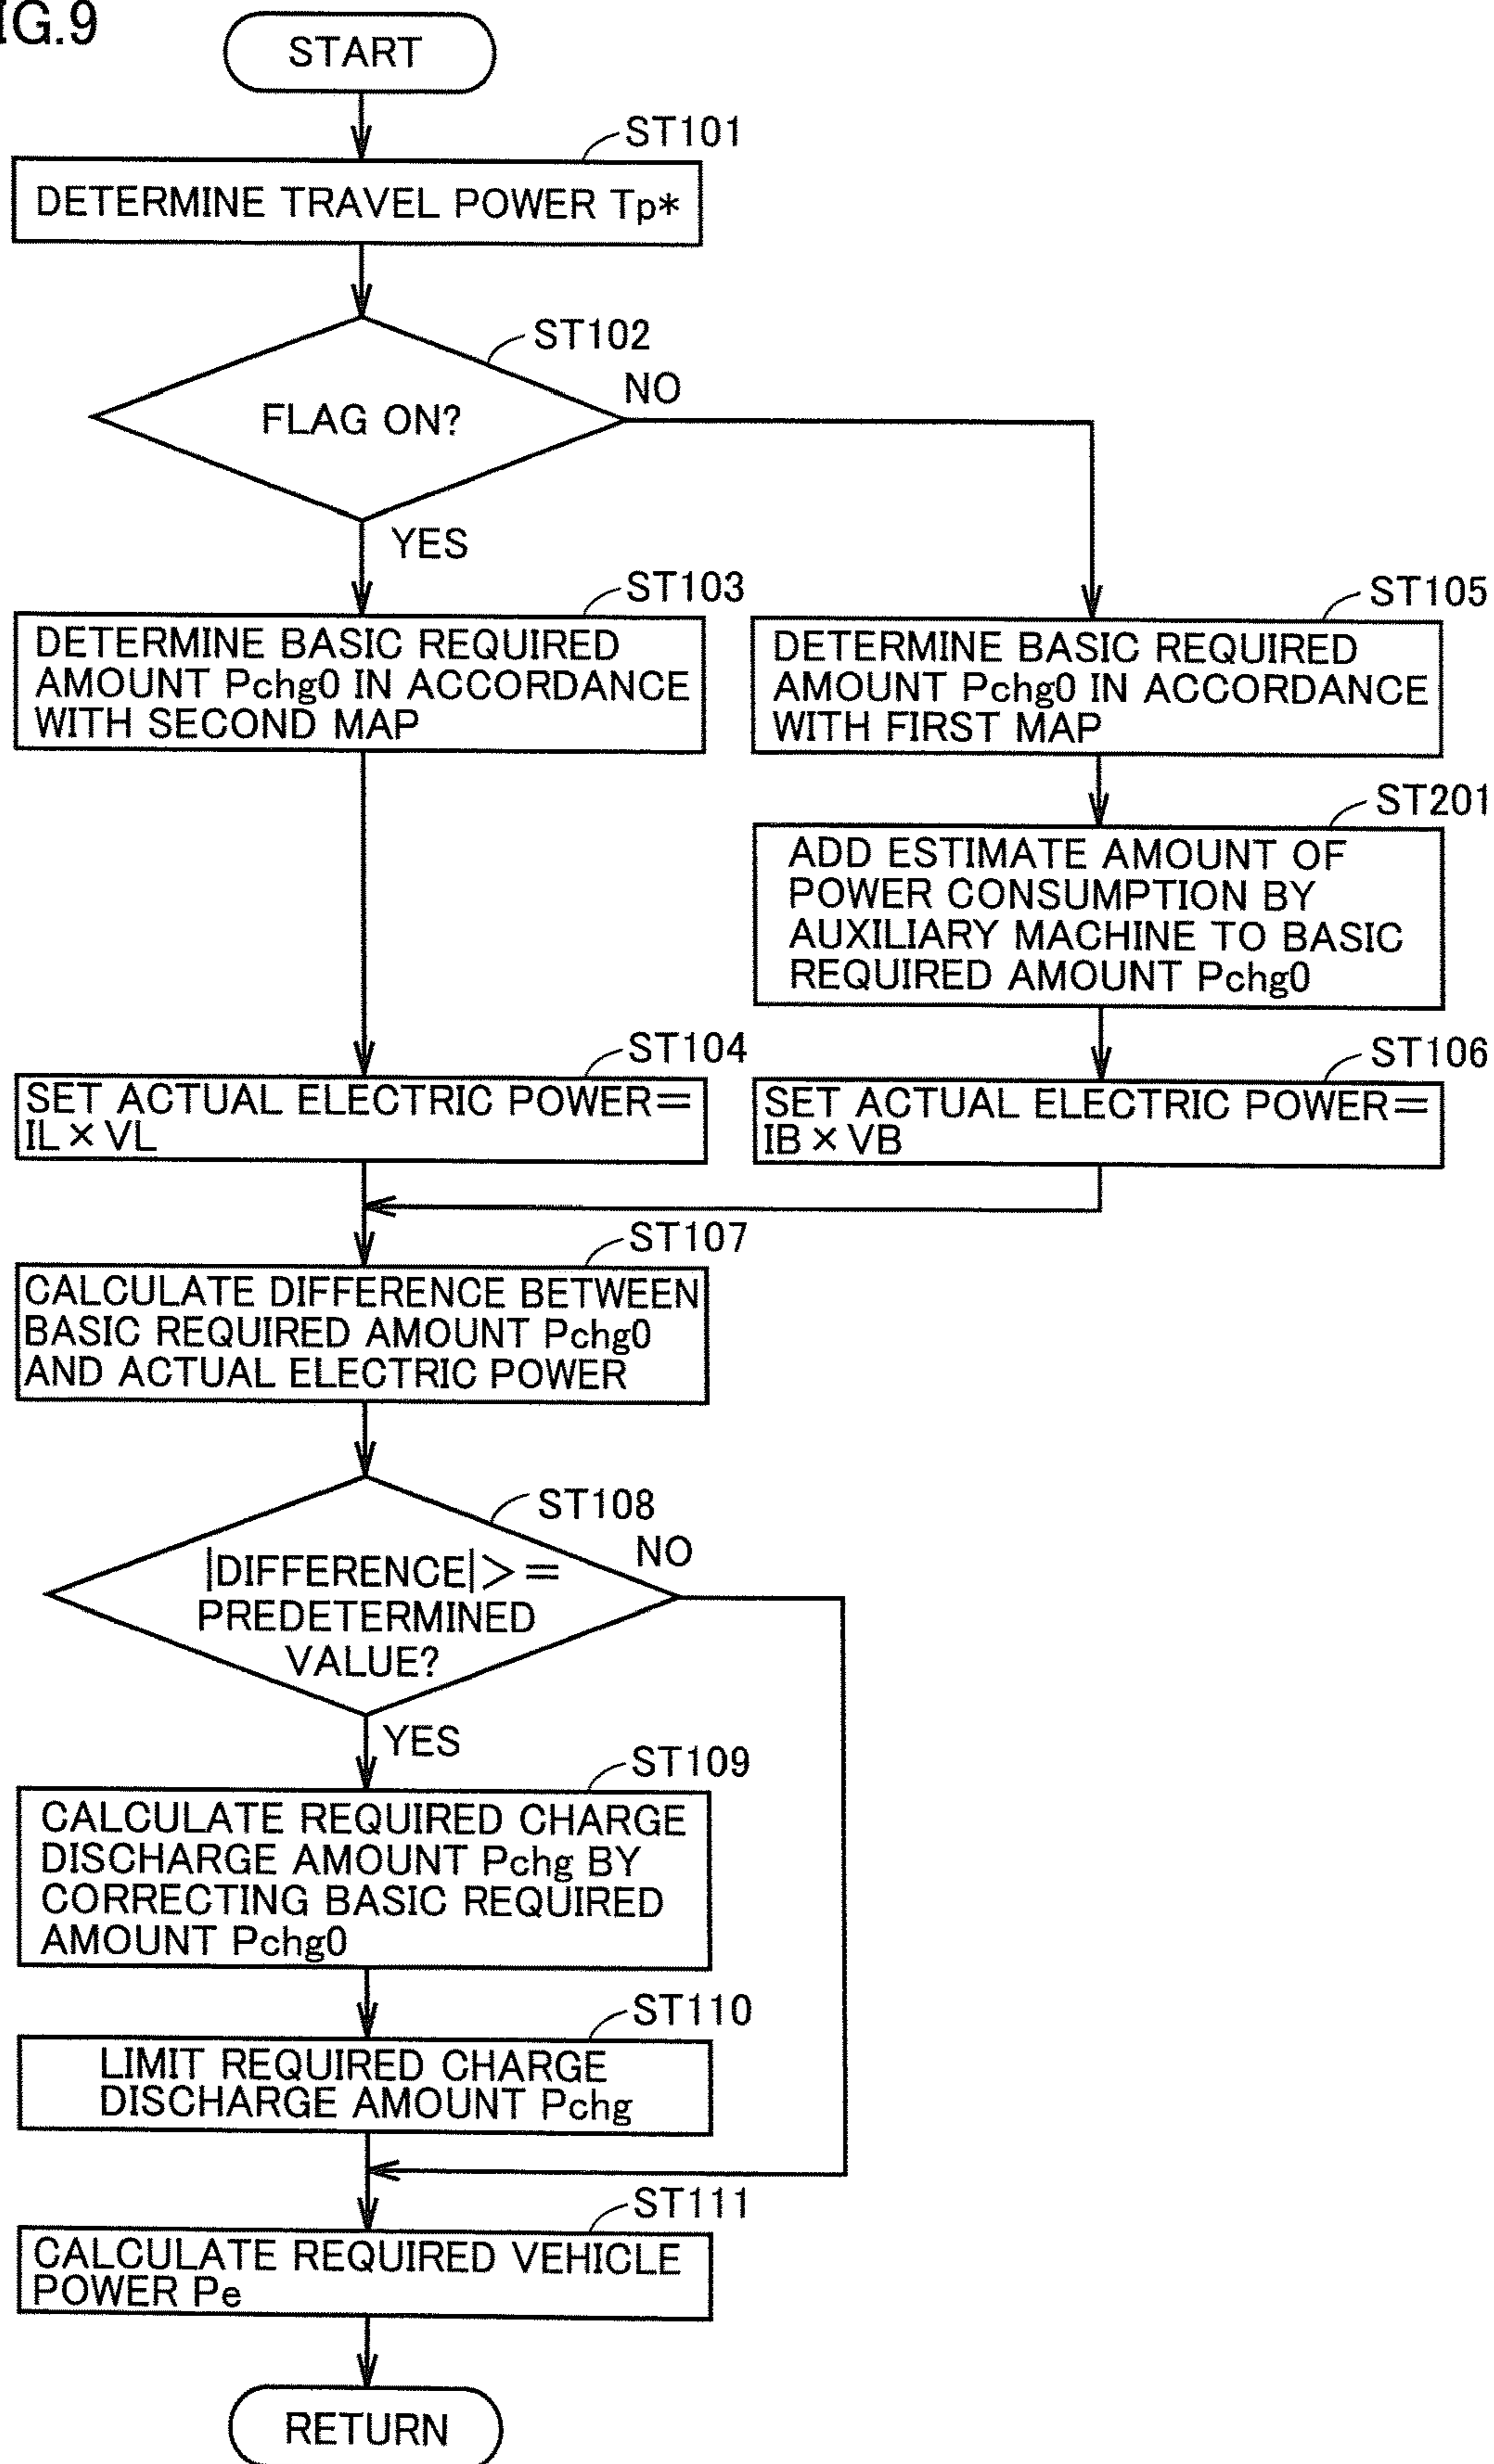 IG.9
START
ST101
DETERMINE TRAVEL POWER Tp*
ST102
FLAG ON?
NO
YES
ST103
DETERMINE BASIC REQUIRED
AMOUNT Pchg0 IN ACCORDANCE
WITH SECOND MAP
ST105
DETERMINE BASIC REQUIRED
AMOUNT Pchg0 IN ACCORDANCE
WITH FIRST MAP
ST201
ADD ESTIMATE AMOUNT OF
POWER CONSUMPTION BY
AUXILIARY MACHINE TO BASIC
REQUIRED AMOUNT Pchg0
ST104
SET ACTUAL ELECTRIC POWER=
IL×VL
ST106
SET ACTUAL ELECTRIC POWER=
IB×VB
ST107
CALCULATE DIFFERENCE BETWEEN
BASIC REQUIRED AMOUNT Pchg0
AND ACTUAL ELECTRIC POWER
ST108
|DIFFERENCE|>=
PREDETERMINED
VALUE?
NO
YES
ST109
CALCULATE REQUIRED CHARGE
DISCHARGE AMOUNT Pchg BY
CORRECTING BASIC REQUIRED
AMOUNT Pchg0
ST110
LIMIT REQUIRED CHARGE
DISCHARGE AMOUNT Pchg
ST111
CALCULATE REQUIRED VEHICLE
POWER Pe
RETURN